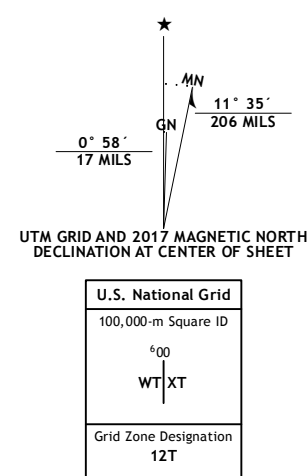 ★
MN
GN
11° 35´
206 MILS
0° 58´
17 MILS
UTM GRID AND 2017 MAGNETIC NORTH
DECLINATION AT CENTER OF SHEET
U.S. National Grid
100,000-m Square ID
⁶00
WT XT
Grid Zone Designation
12T